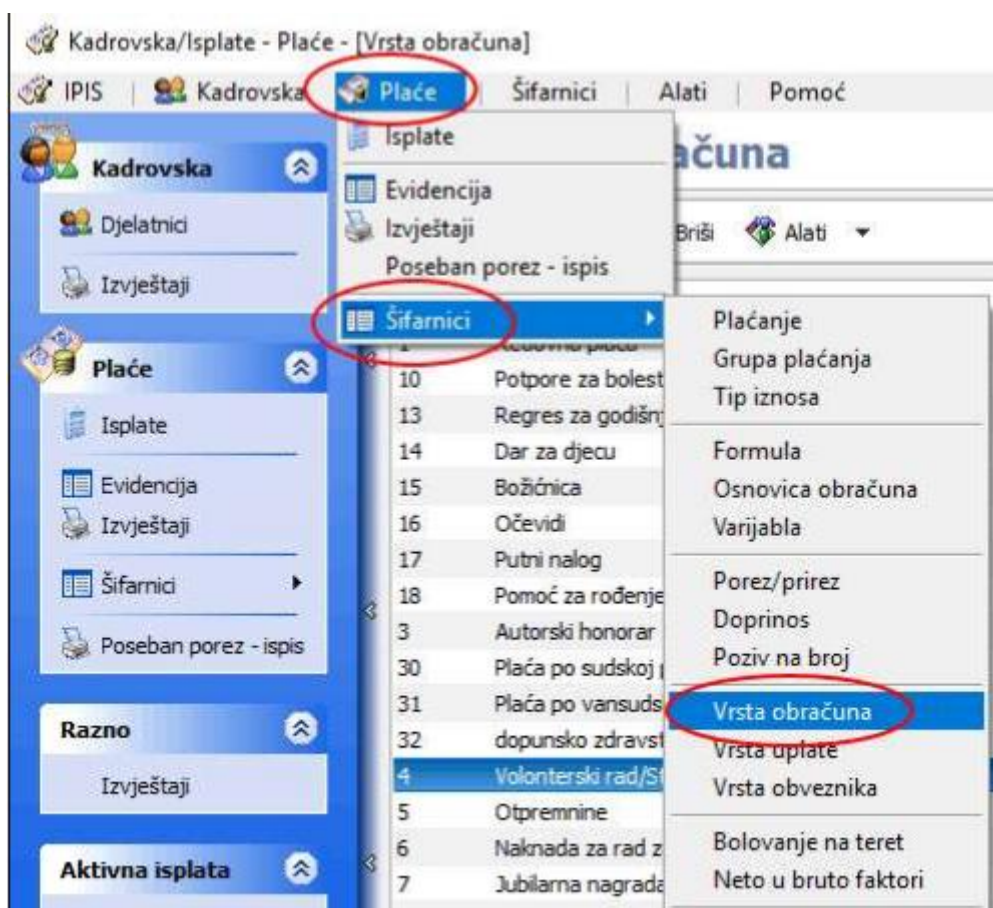 Kadrovska/Isplate - Plaće - [Vrsta obračuna]
IPIS | Kadrovska Plaće | Šifarnici | Alati | Pomoć
Kadrovska
Djelatnici
Izvještaji
Plaće
Isplate
Evidencija
Izvještaji
Šifarnici
Poseban porez - ispis
Razno
Izvještaji
Aktivna isplata
Isplate
Evidencija
Izvještaji
Poseban porez - ispis
Šifarnici
ačuna
Briši Alati
1 Redovna plaća
10 Potpore za bolest
13 Regres za godišnj
14 Dar za djecu
15 Božićnica
16 Očevidi
17 Putni nalog
18 Pomoć za rođenje
3 Autorski honorar
30 Plaća po sudskoj
31 Plaća po vansuds
32 dopunsko zdravst
4 Volonterski rad/St
5 Otpremnine
6 Naknada za rad z
7 Jubilarna nagrada
Plaćanje
Grupa plaćanja
Tip iznosa
Formula
Osnovica obračuna
Varijabla
Porez/prirez
Doprinos
Poziv na broj
Vrsta obračuna
Vrsta uplate
Vrsta obveznika
Bolovanje na teret
Neto u bruto faktori